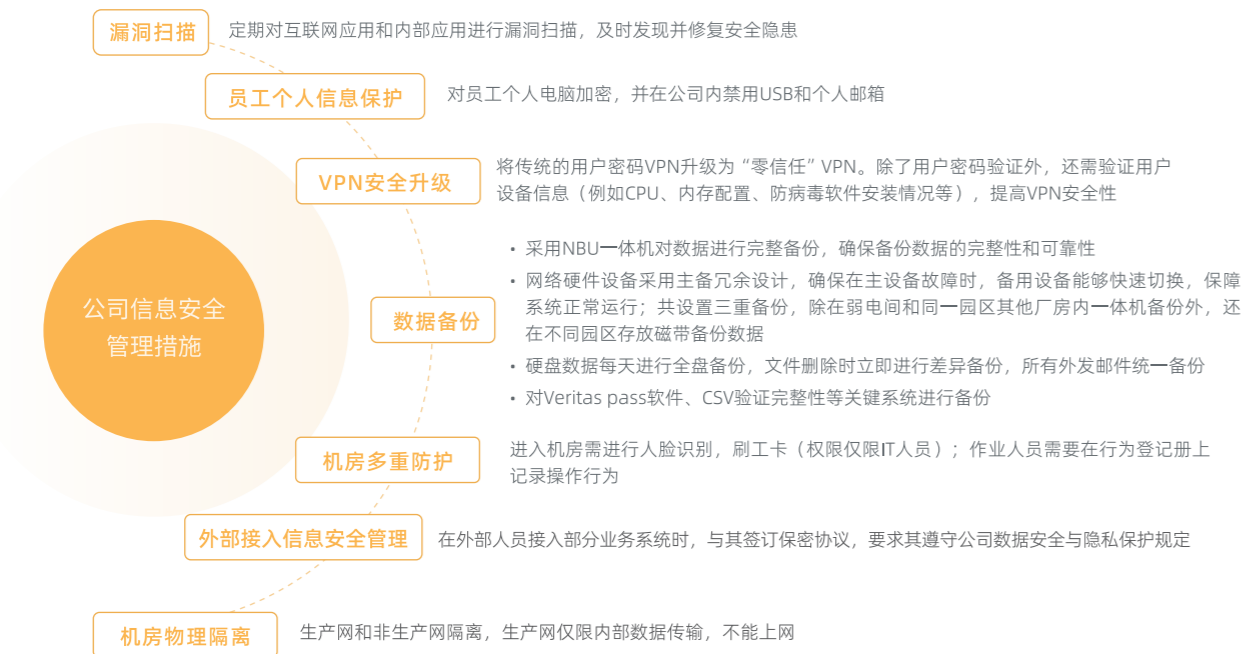 漏洞扫描
定期对互联网应用和内部应用进行漏洞扫描，及时发现并修复安全隐患
员工个人信息保护
对员工个人电脑加密，并在公司内禁用USB和个人邮箱
VPN安全升级
将传统的用户密码VPN升级为“零信任”VPN。除了用户密码验证外，还需验证用户
设备信息（例如CPU、内存配置、防病毒软件安装情况等），提高VPN安全性
公司信息安全
管理措施
数据备份
• 采用NBU一体机对数据进行完整备份，确保备份数据的完整性和可靠性
• 网络硬件设备采用主备冗余设计，确保在主设备故障时，备用设备能够快速切换，保障
系统正常运行；共设置三重备份，除在弱电间和同一园区其他厂房内一体机备份外，还
在不同园区存放磁带备份数据
• 硬盘数据每天进行全盘备份，文件删除时立即进行差异备份，所有外发邮件统一备份
• 对Veritas pass软件、CSV验证完整性等关键系统进行备份
机房多重防护
进入机房需进行人脸识别，刷工卡（权限仅限IT人员）；作业人员需要在行为登记册上
记录操作行为
外部接入信息安全管理
在外部人员接入部分业务系统时，与其签订保密协议，要求其遵守公司数据安全与隐私保护规定
机房物理隔离
生产网和非生产网隔离，生产网仅限内部数据传输，不能上网